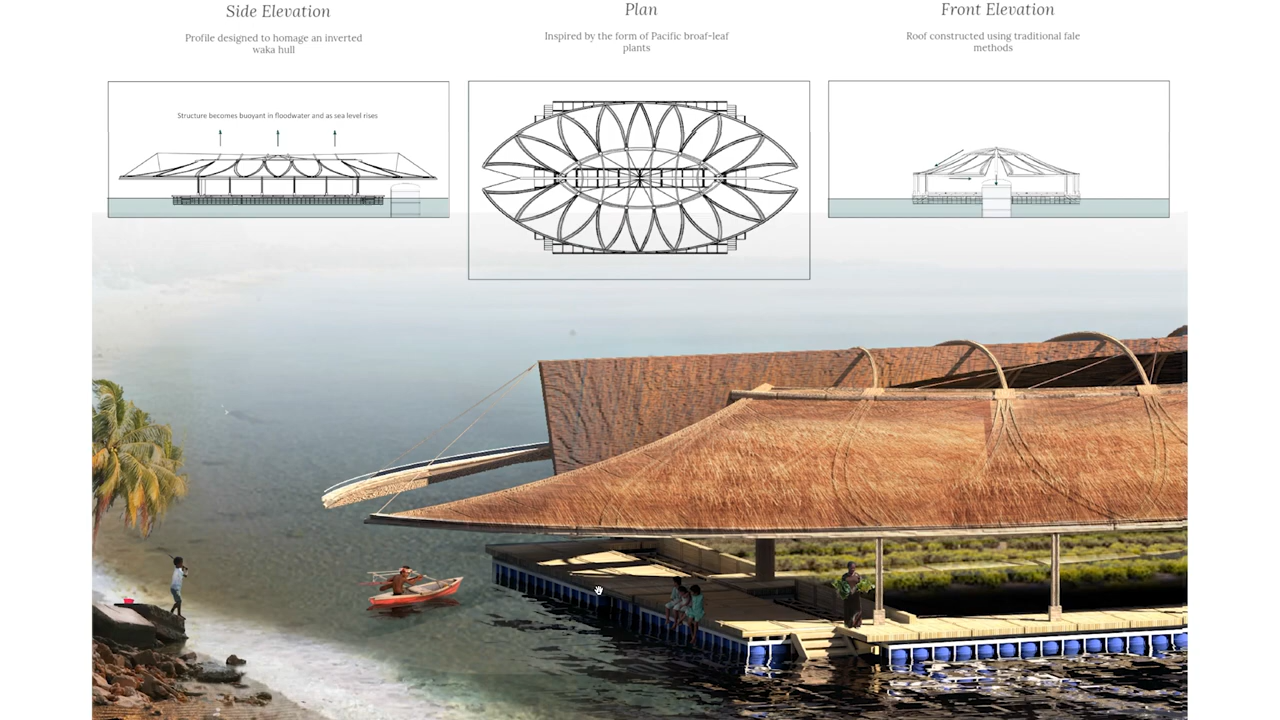 Side Elevation
Profile designed to homage an inverted
waka hull
Structure becomes buoyant in floodwater and as sea level rises
Plan
Inspired by the form of Pacific broaf-leaf
plants
Front Elevation
Roof constructed using traditional fale
methods